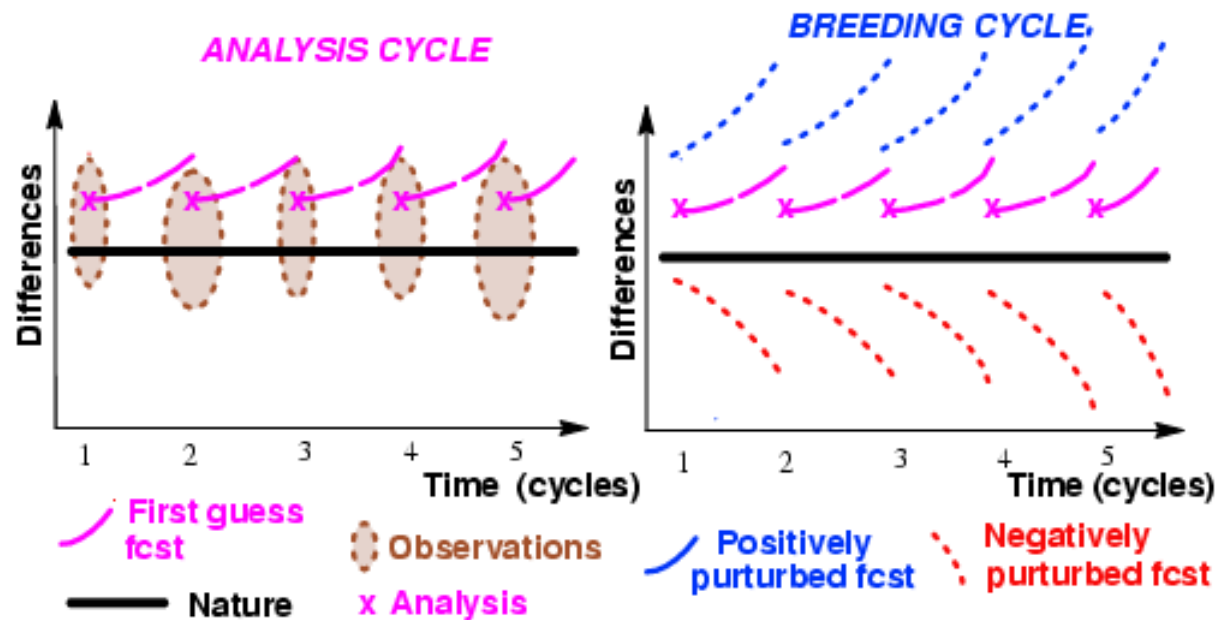 ANALYSIS CYCLE
Differences
1 2 3 4 5
Time (cycles)
BREEDING CYCLE
Differences
1 2 3 4 5
Time (cycles)
First guess
fcst
Observations
Nature
x Analysis
Positively
purturbed fcst
Negatively
purturbed fcst